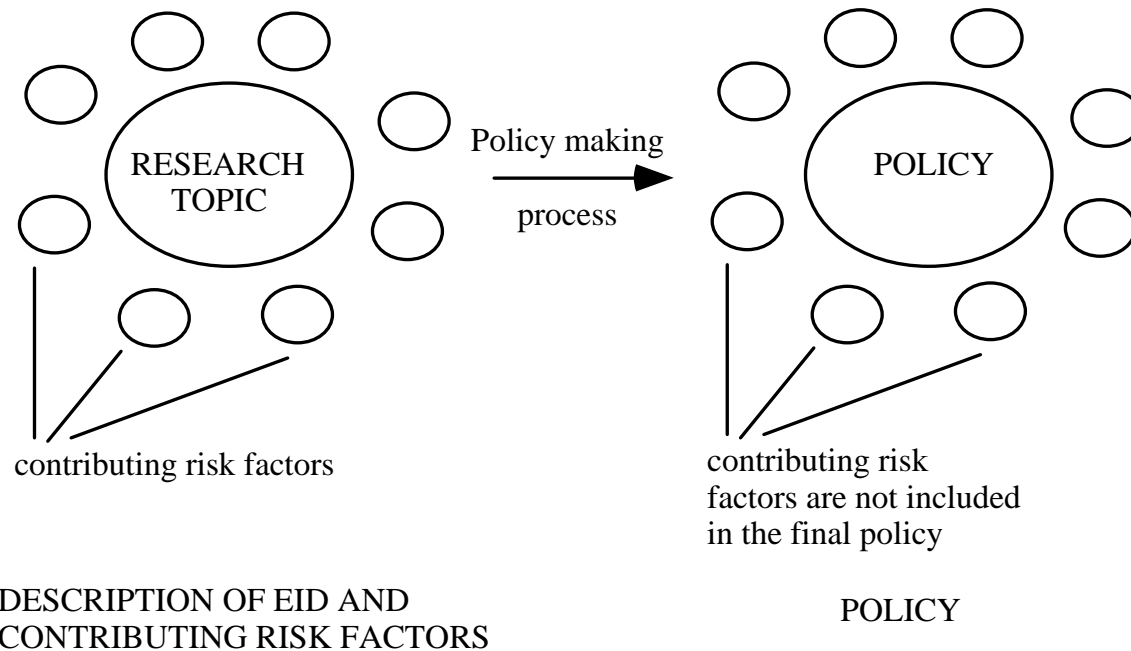 RESEARCH
TOPIC
Policy making
process
POLICY
contributing risk factors
contributing risk
factors are not included
in the final policy
DESCRIPTION OF EID AND
CONTRIBUTING RISK FACTORS
POLICY